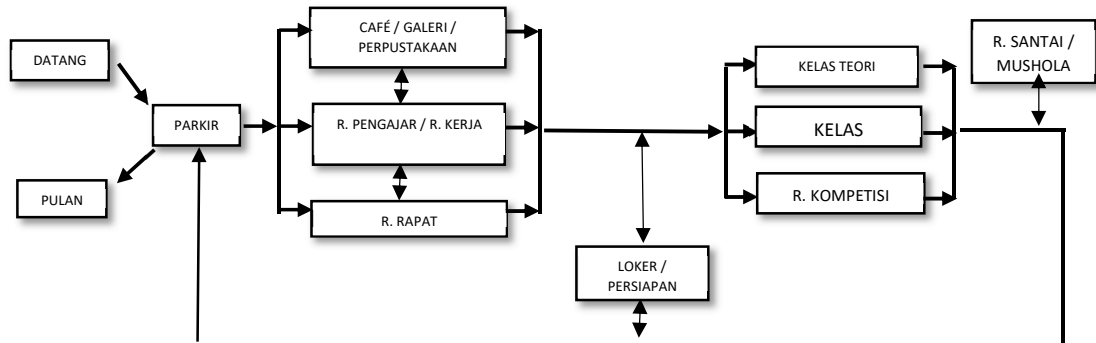 DATANG
PULAN
PARKIR
CAFÉ / GALERI /
PERPUSTAKAAN
R. PENGAJAR / R. KERJA
R. RAPAT
LOKER /
PERSIAPAN
KELAS TEORI
KELAS
R. KOMPETISI
R. SANTAI /
MUSHOLA